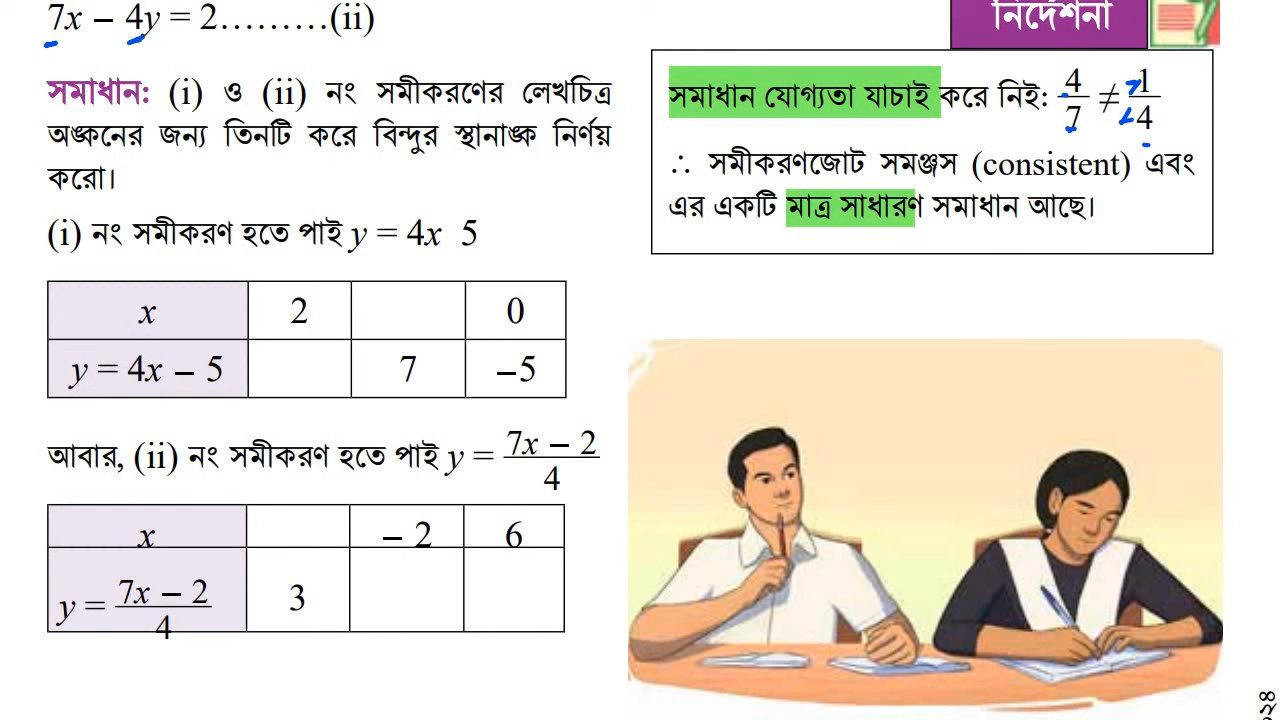 7x − 4y = 2.........(ii)
সমাধান: (i) ও (ii) নং সমীকরণের লেখচিত্র
অঙ্কনের জন্য তিনটি করে বিন্দুর স্থানাঙ্ক নির্ণয়
করো।
(i) নং সমীকরণ হতে পাই y = 4x 5
x 2 0
y = 4x − 5 7 −5
আবার, (ii) নং সমীকরণ হতে পাই y = (7x − 2)/4
x − 2 6
y = (7x − 2)/4 3
নির্দেশনা
সমাধান যোগ্যতা যাচাই করে নিই: 4/7 ≠ 1/4
∴ সমীকরণজোট সমঞ্জস (consistent) এবং
এর একটি মাত্র সাধারণ সমাধান আছে।